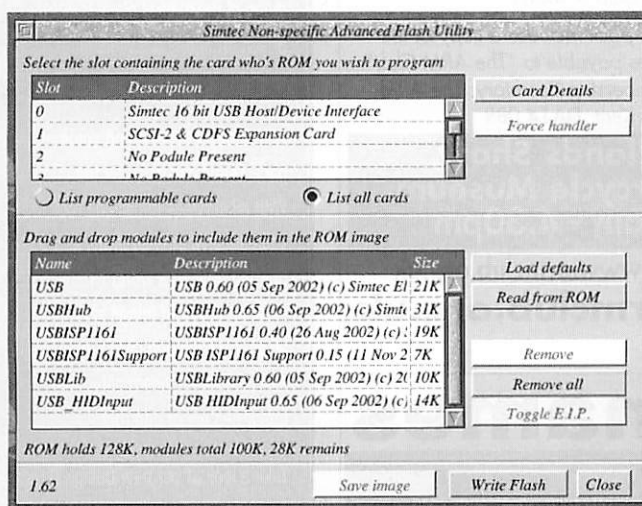 Simtec Non-specific Advanced Flash Utility
Select the slot containing the card who's ROM you wish to program
Slot Description
0 Simtec 16 bit USB Host/Device Interface
1 SCSI-2 & CDFS Expansion Card
2 No Podule Present
3 No Podule Present
Card Details
Force handler
List programmable cards List all cards
Drag and drop modules to include them in the ROM image
Name Description Size
USB USB 0.60 (05 Sep 2002) (c) Simtec El 21K
USBHub USBHub 0.65 (06 Sep 2002) (c) Simte 31K
USBISP1161 USBISP1161 0.40 (26 Aug 2002) (c) 19K
USBISP1161Support USB ISP1161 Support 0.15 (11 Nov 2 7K
USBLib USBLibrary 0.60 (05 Sep 2002) (c) 2( 10K
USB_HIDInput USB HIDInput 0.65 (06 Sep 2002) (c) 14K
Load defaults
Read from ROM
Remove
Remove all
Toggle E.I.P.
ROM holds 128K, modules total 100K, 28K remains
1.62 Save image Write Flash Close